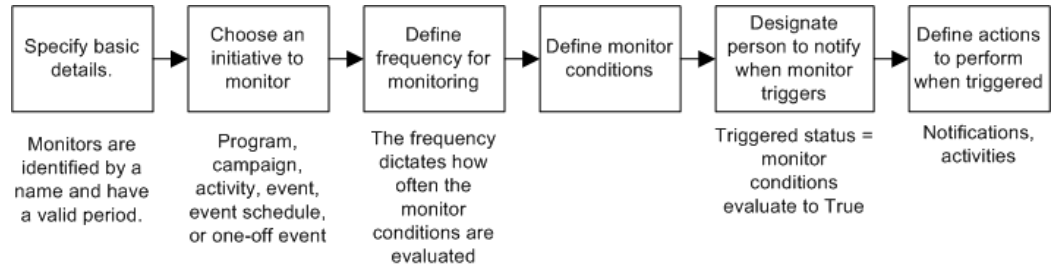 Specify basic
details.
Choose an
initiative to
monitor
Define
frequency for
monitoring
Define monitor
conditions
Designate
person to notify
when monitor
triggers
Define actions
to perform
when triggered
Monitors are
identified by a
name and have
a valid period.
Program,
campaign,
activity, event,
event schedule,
or one-off event
The frequency
dictates how
often the
monitor
conditions are
evaluated
Triggered status =
monitor
conditions
evaluate to True
Notifications,
activities